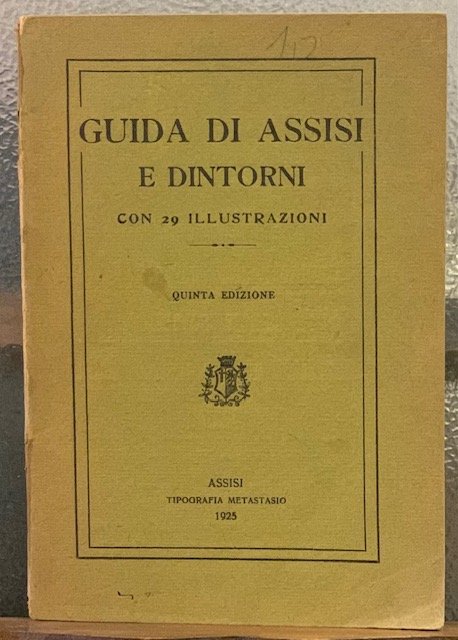 GUIDA DI ASSISI
E DINTORNI
CON 29 ILLUSTRAZIONI
QUINTA EDIZIONE
ASSISI
TIPOGRAFIA METASTASIO
1925